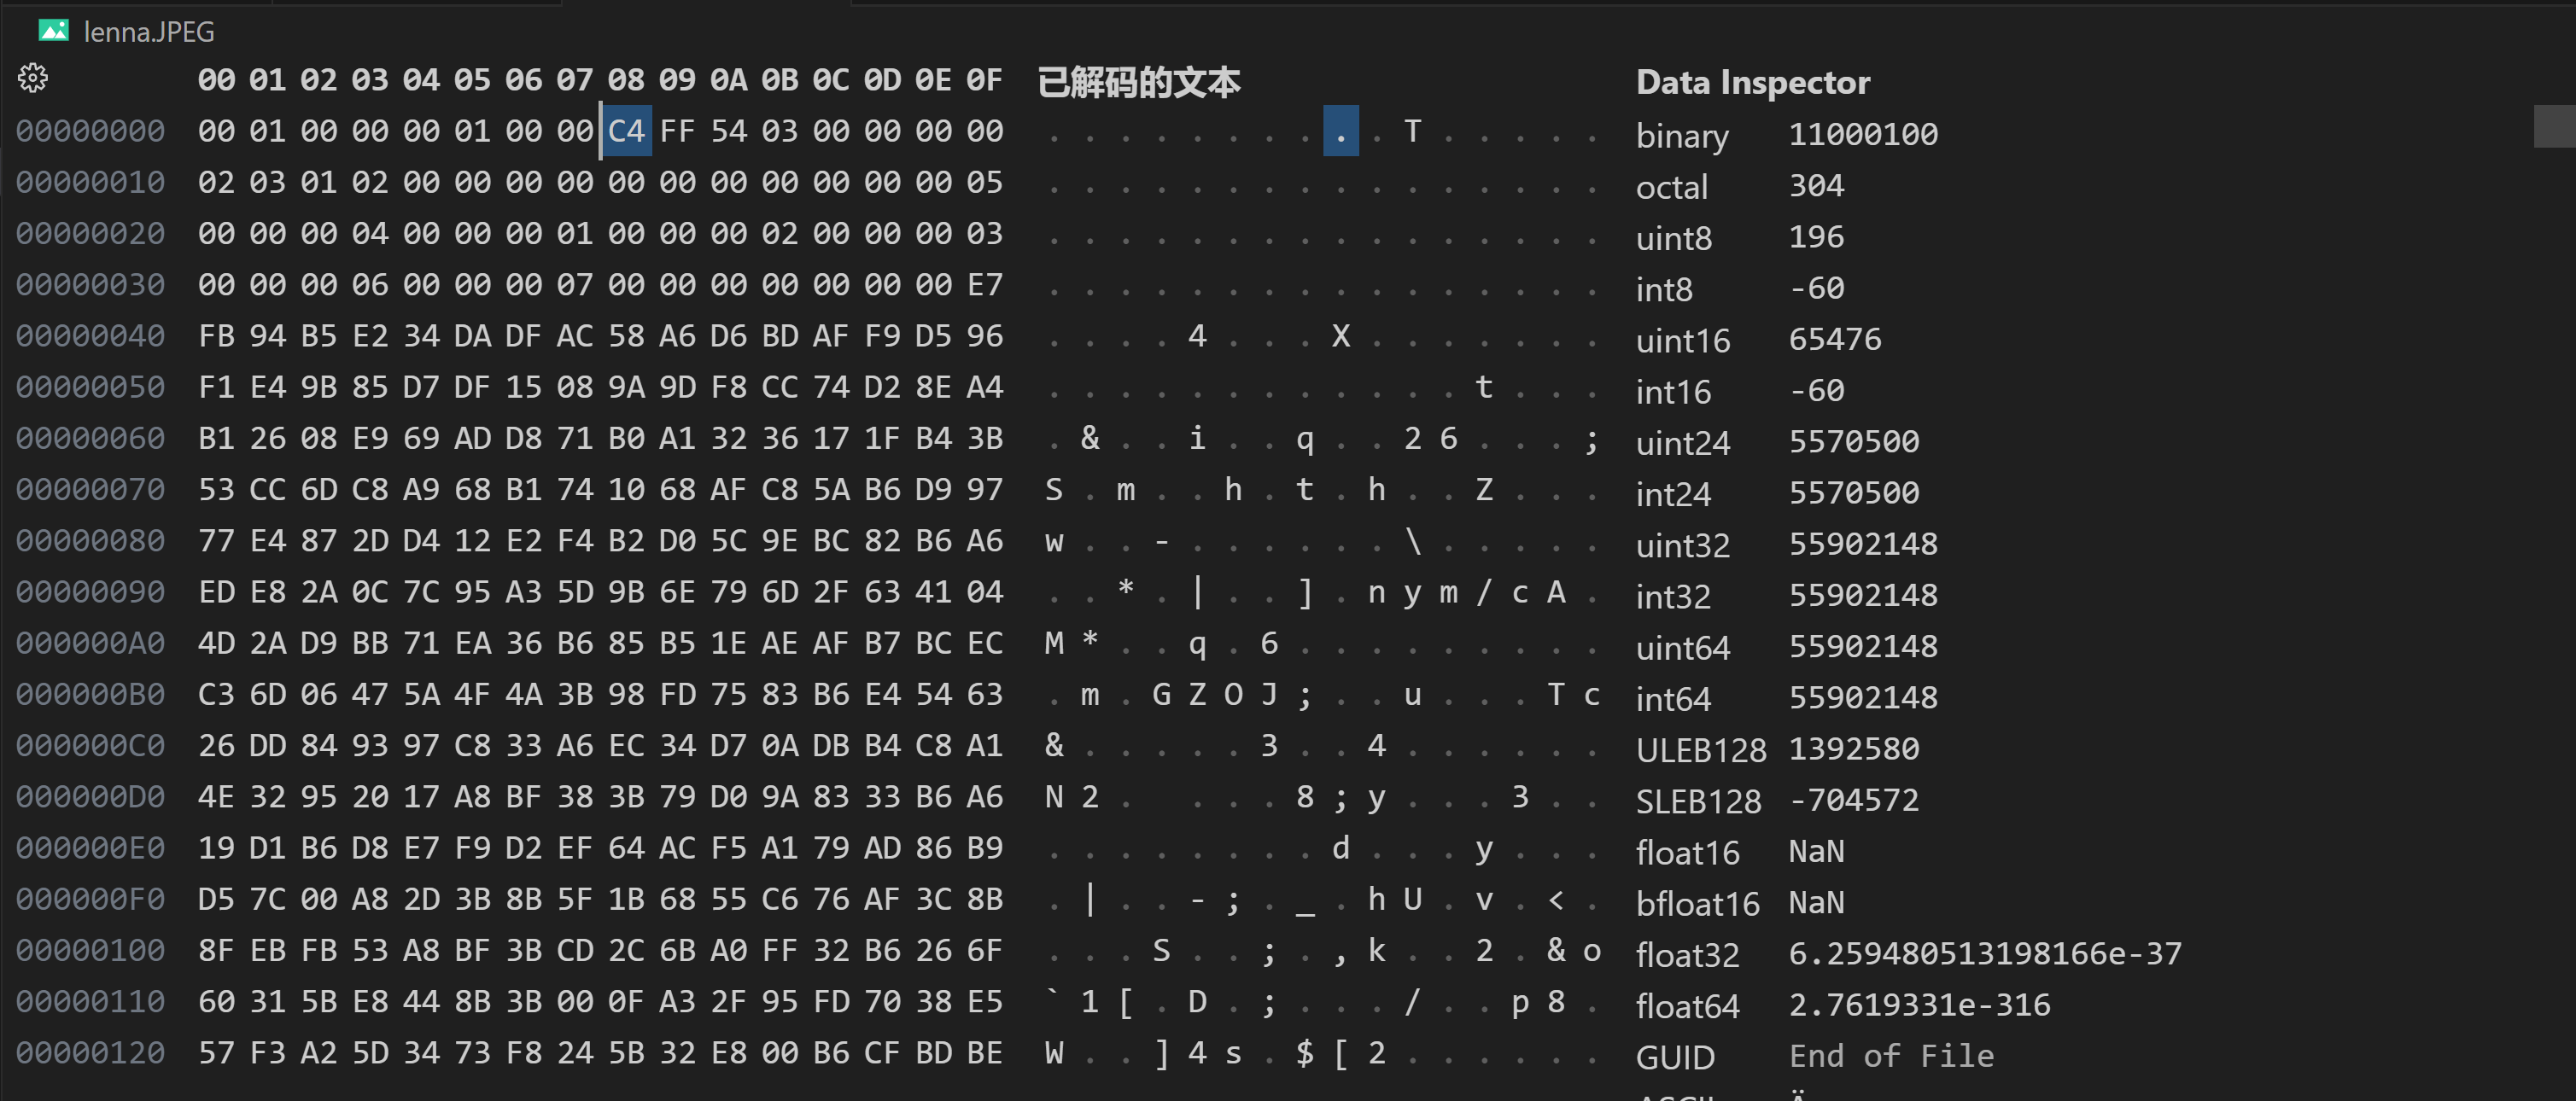 lenna.JPEG
00 01 02 03 04 05 06 07 08 09 0A 0B 0C 0D 0E 0F 已解码的文本 Data Inspector
00000000 00 01 00 00 00 01 00 00 C4 FF 54 03 00 00 00 00 . . . . . . . . . . T . . . . . binary 11000100
00000010 02 03 01 02 00 00 00 00 00 00 00 00 00 00 00 05 . . . . . . . . . . . . . . . . octal 304
00000020 00 00 00 04 00 00 00 01 00 00 00 02 00 00 00 03 . . . . . . . . . . . . . . . . uint8 196
00000030 00 00 00 06 00 00 00 07 00 00 00 00 00 00 00 E7 . . . . . . . . . . . . . . . . int8 -60
00000040 FB 94 B5 E2 34 DA DF AC 58 A6 D6 BD AF F9 D5 96 . . . . 4 . . . X . . . . . . . uint16 65476
00000050 F1 E4 9B 85 D7 DF 15 08 9A 9D F8 CC 74 D2 8E A4 . . . . . . . . . . . . t . . . int16 -60
00000060 B1 26 08 E9 69 AD D8 71 B0 A1 32 36 17 1F B4 3B . & . . i . . q . . 2 6 . . . ; uint24 5570500
00000070 53 CC 6D C8 A9 68 B1 74 10 68 AF C8 5A B6 D9 97 S . m . . h . t . h . . Z . . . int24 5570500
00000080 77 E4 87 2D D4 12 E2 F4 B2 D0 5C 9E BC 82 B6 A6 w . . - . . . . . . \ . . . . . uint32 55902148
00000090 ED E8 2A 0C 7C 95 A3 5D 9B 6E 79 6D 2F 63 41 04 . . * . | . . ] . n y m / c A . int32 55902148
000000A0 4D 2A D9 BB 71 EA 36 B6 85 B5 1E AE AF B7 BC EC M * . . q . 6 . . . . . . . . . uint64 55902148
000000B0 C3 6D 06 47 5A 4F 4A 3B 98 FD 75 83 B6 E4 54 63 . m . G Z O J ; . . u . . . T c int64 55902148
000000C0 26 DD 84 93 97 C8 33 A6 EC 34 D7 0A DB B4 C8 A1 & . . . . . 3 . . 4 . . . . . . ULEB128 1392580
000000D0 4E 32 95 20 17 A8 BF 38 3B 79 D0 9A 83 33 B6 A6 N 2 .   . . . 8 ; y . . . 3 . . SLEB128 -704572
000000E0 19 D1 B6 D8 E7 F9 D2 EF 64 AC F5 A1 79 AD 86 B9 . . . . . . . . d . . . y . . . float16 NaN
000000F0 D5 7C 00 A8 2D 3B 8B 5F 1B 68 55 C6 76 AF 3C 8B . | . . - ; . _ . h U . v . < . bfloat16 NaN
00000100 8F EB FB 53 A8 BF 3B CD 2C 6B A0 FF 32 B6 26 6F . . . S . . ; . , k . . 2 . & o float32 6.259480513198166e-37
00000110 60 31 5B E8 44 8B 3B 00 0F A3 2F 95 FD 70 38 E5 ` 1 [ . D . ; . . . / . . p 8 . float64 2.7619331e-316
00000120 57 F3 A2 5D 34 73 F8 24 5B 32 E8 00 B6 CF BD BE W . . ] 4 s . $ [ 2 . . . . . . GUID End of File